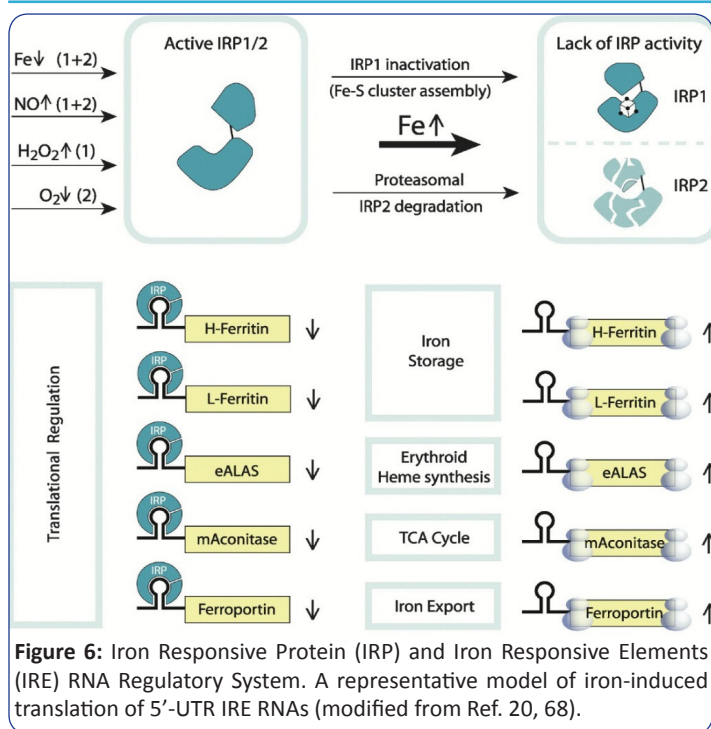 Fe↓ (1+2)
NO↑ (1+2)
H₂O₂↑ (1)
O₂↓ (2)
Active IRP1/2
IRP1 inactivation
(Fe-S cluster assembly)
Fe↑
Proteasomal
IRP2 degradation
Lack of IRP activity
IRP1
IRP2
Translational Regulation
IRP
H-Ferritin ↓
IRP
L-Ferritin ↓
IRP
eALAS ↓
IRP
mAconitase ↓
IRP
Ferroportin ↓
Iron
Storage
Erythroid
Heme synthesis
TCA Cycle
Iron Export
H-Ferritin ↑
L-Ferritin ↑
eALAS ↑
mAconitase ↑
Ferroportin ↑
Figure 6: Iron Responsive Protein (IRP) and Iron Responsive Elements
(IRE) RNA Regulatory System. A representative model of iron-induced
translation of 5’-UTR IRE RNAs (modified from Ref. 20, 68).